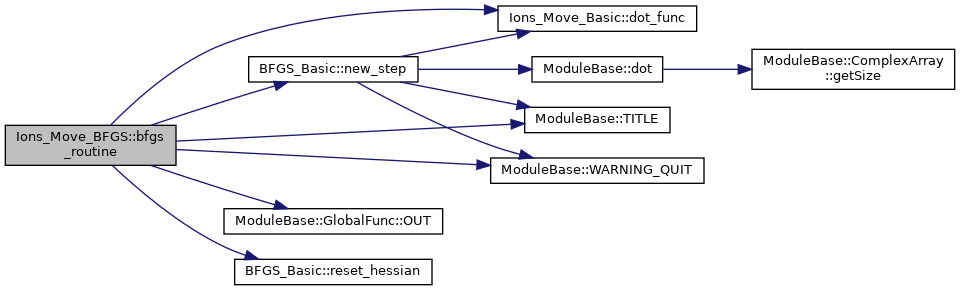 Ions_Move_BFGS::bfgs
_routine
Ions_Move_Basic::dot_func
BFGS_Basic::new_step
ModuleBase::dot
ModuleBase::ComplexArray
::getSize
ModuleBase::TITLE
ModuleBase::WARNING_QUIT
ModuleBase::GlobalFunc::OUT
BFGS_Basic::reset_hessian